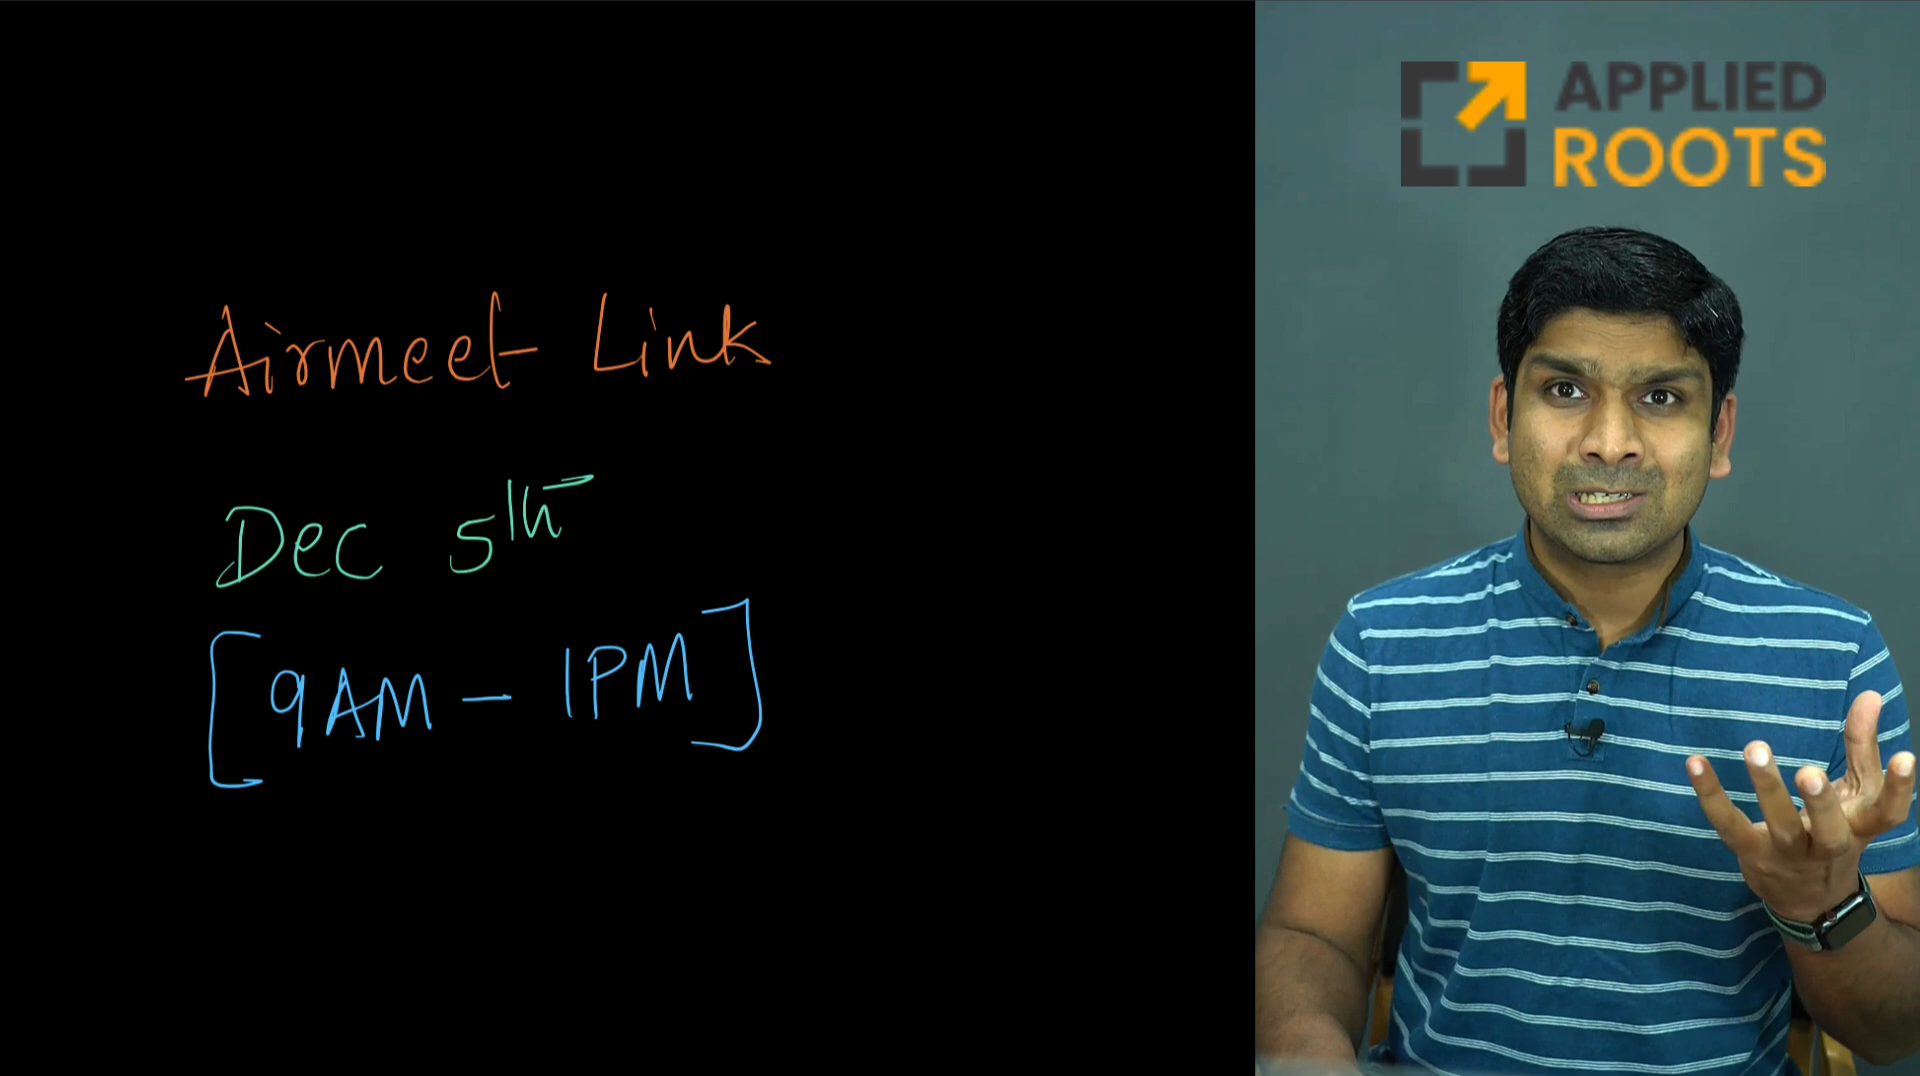 Airmeet Link
Dec 5th
[9AM - 1PM]
APPLIED
ROOTS